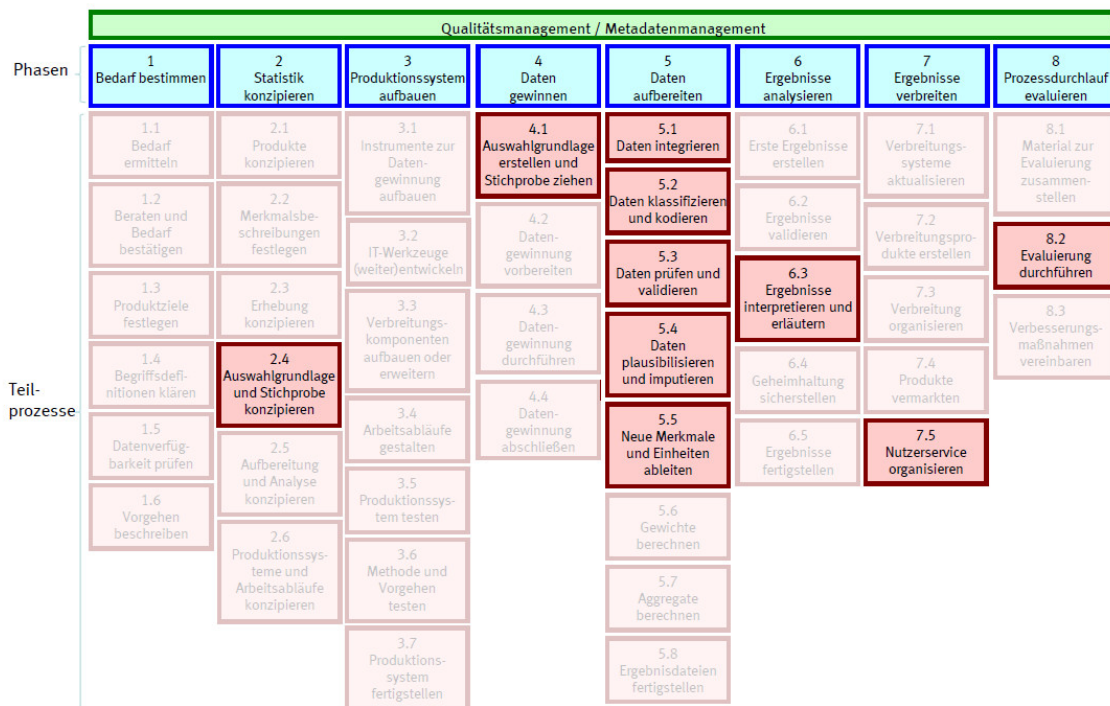 Qualitätsmanagement / Metadatenmanagement
Phasen
1
Bedarf bestimmen
2
Statistik
konzipieren
3
Produktionssystem
aufbauen
4
Daten
gewinnen
5
Daten
aufbereiten
6
Ergebnisse
analysieren
7
Ergebnisse
verbreiten
8
Prozessdurchlauf
evaluieren
Teil-
prozesse
1.1
Bedarf
ermitteln
1.2
Beraten und
Bedarf
bestätigen
1.3
Produktziele
festlegen
1.4
Begriffsdefi-
nitionen klären
1.5
Datenverfüg-
barkeit prüfen
1.6
Vorgehen
beschreiben
2.1
Produkte
konzipieren
2.2
Merkmalsbe-
schreibungen
festlegen
2.3
Erhebung
konzipieren
2.4
Auswahlgrundlage
und Stichprobe
konzipieren
2.5
Aufbereitung
und Analyse
konzipieren
2.6
Produktionssys-
teme und
Arbeitsabläufe
konzipieren
3.1
Instrumente zur
Daten-
gewinnung
aufbauen
3.2
IT-Werkzeuge
(weiter)entwickeln
3.3
Verbreitungs-
komponenten
aufbauen oder
erweitern
3.4
Arbeitsabläufe
gestalten
3.5
Produktionssys-
tem testen
3.6
Methode und
Vorgehen
testen
3.7
Produktions-
system
fertigstellen
4.1
Auswahlgrundlage
erstellen und
Stichprobe ziehen
4.2
Daten-
gewinnung
vorbereiten
4.3
Daten-
gewinnung
durchführen
4.4
Daten-
gewinnung
abschließen
5.1
Daten integrieren
5.2
Daten klassifizieren
und kodieren
5.3
Daten prüfen und
validieren
5.4
Daten
plausibilisieren
und imputieren
5.5
Neue Merkmale
und Einheiten
ableiten
5.6
Gewichte
berechnen
5.7
Aggregate
berechnen
5.8
Ergebnisdateien
fertigstellen
6.1
Erste Ergebnisse
erstellen
6.2
Ergebnisse
validieren
6.3
Ergebnisse
interpretieren und
erläutern
6.4
Geheimhaltung
sicherstellen
6.5
Ergebnisse
fertigstellen
7.1
Verbreitungs-
systeme
aktualisieren
7.2
Verbreitungspro-
dukte erstellen
7.3
Verbreitung
organisieren
7.4
Produkte
vermarkten
7.5
Nutzerservice
organisieren
8.1
Material zur
Evaluierung
zusammen-
stellen
8.2
Evaluierung
durchführen
8.3
Verbesserungs-
maßnahmen
vereinbaren